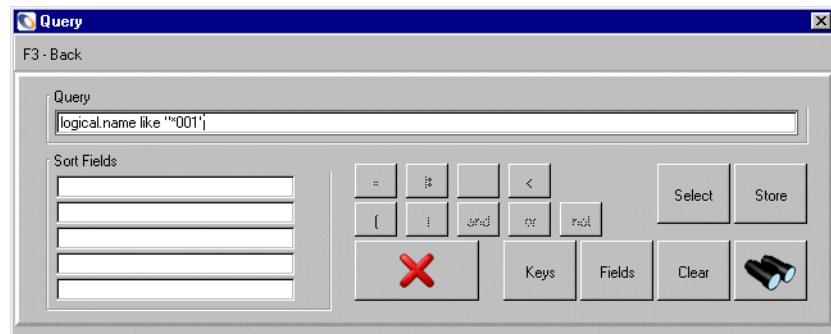 Query
F3 - Back
Query
logical.name like "*001"
Sort Fields
= <
( and or not
Select Store
Keys Fields Clear